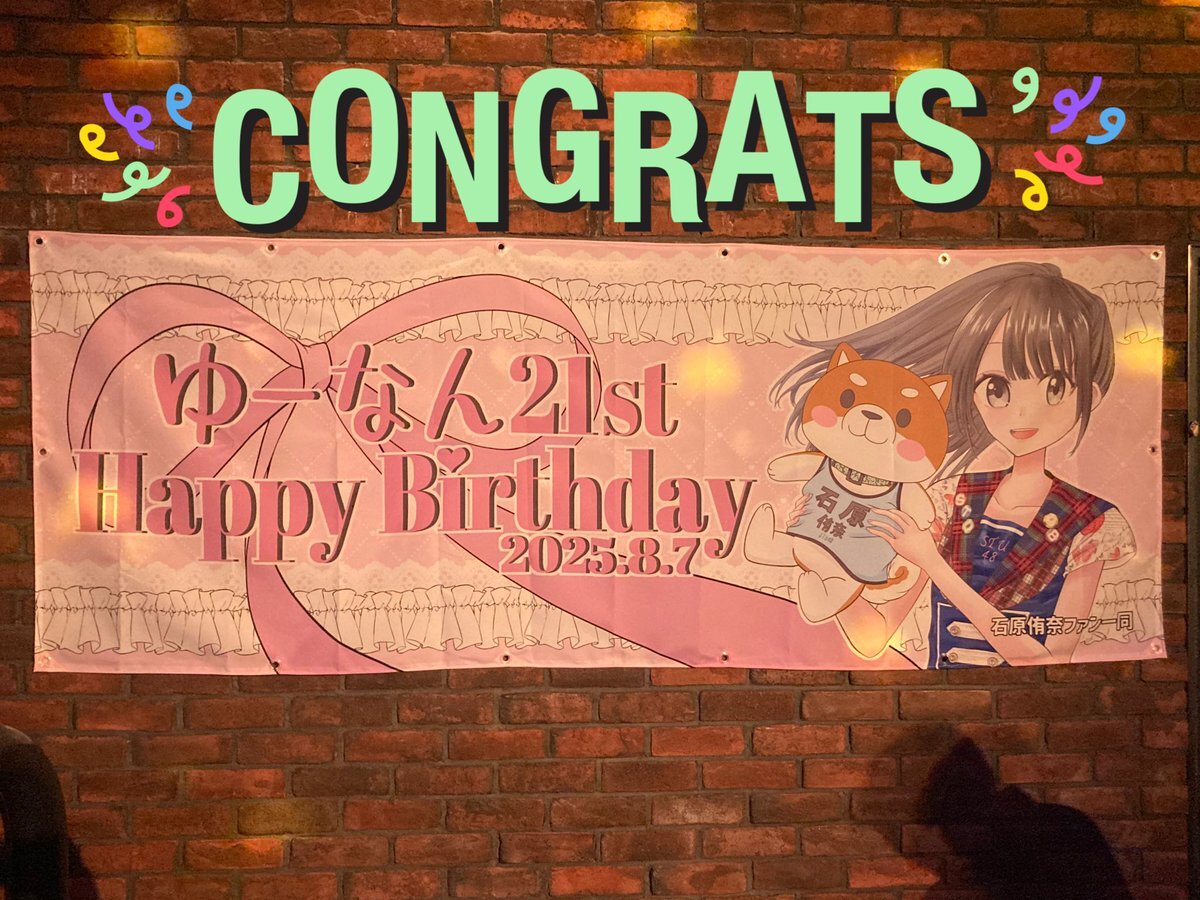 CONGRATS
ゆーなん21st
Happy Birthday
2025.8.7
石原
侑奈
STU
48
石原侑奈ファン一同